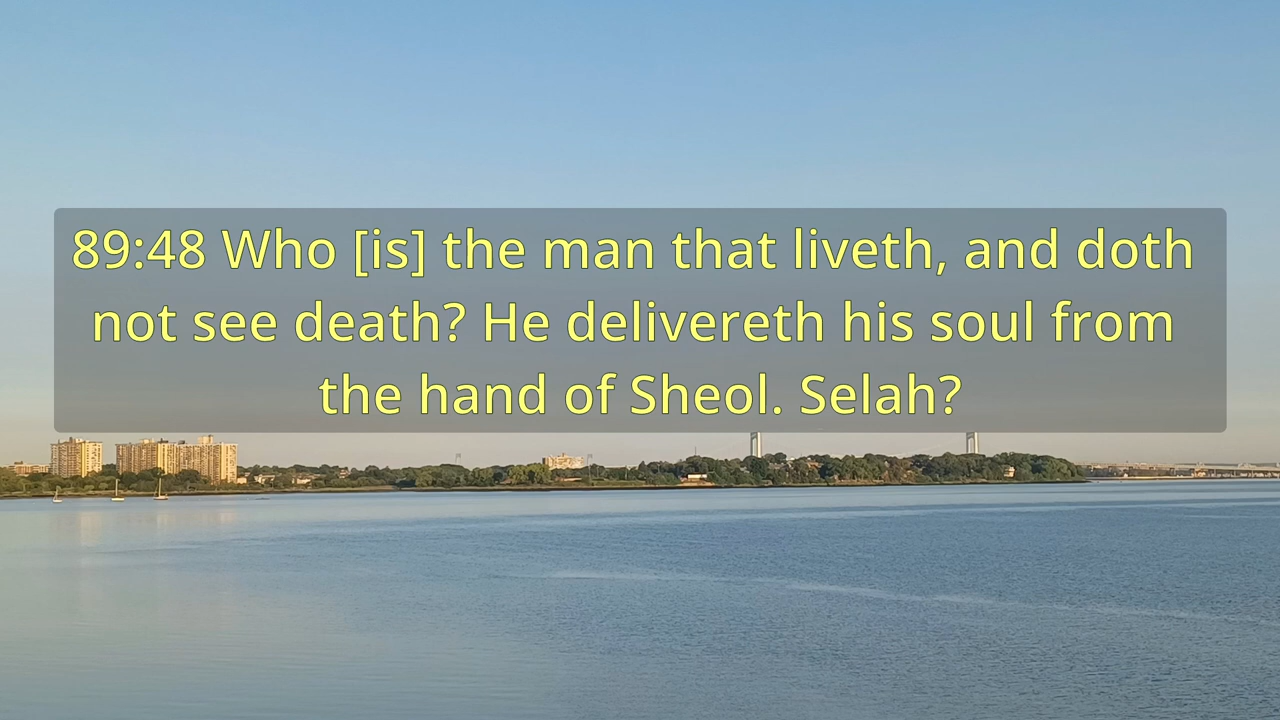 89:48 Who [is] the man that liveth, and doth
not see death? He delivereth his soul from
the hand of Sheol. Selah?